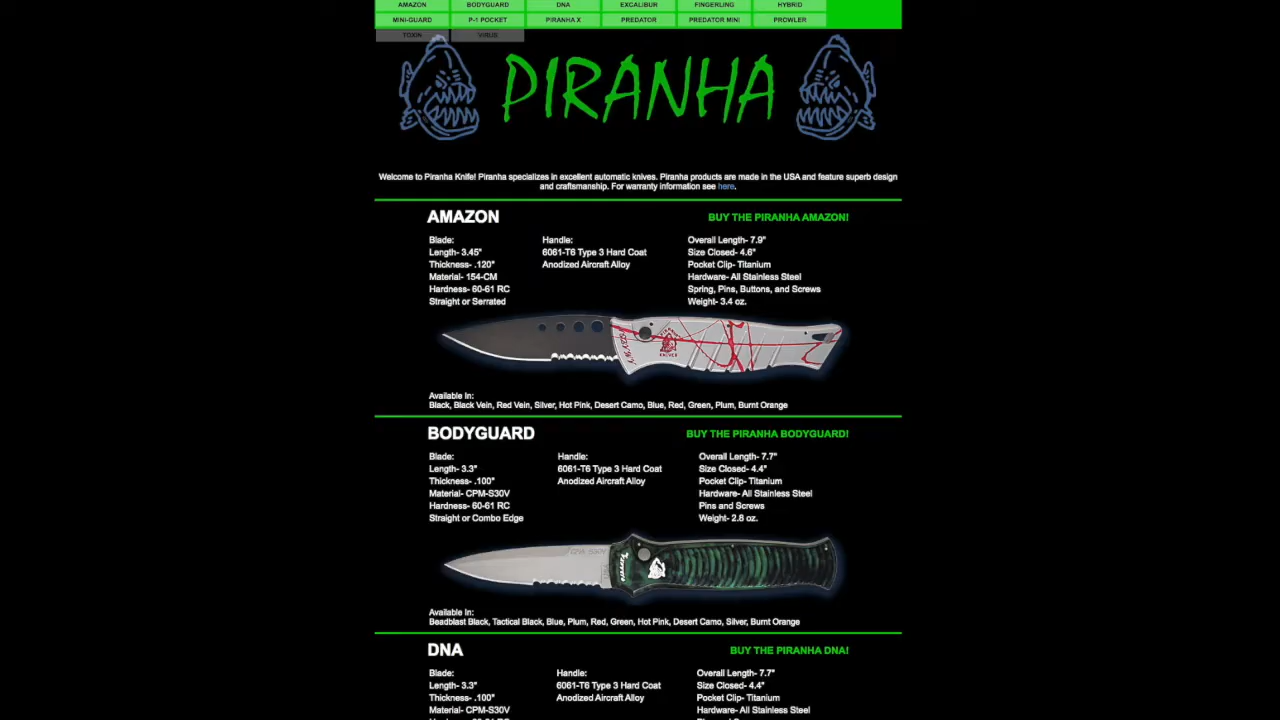 AMAZON BODYGUARD DNA EXCALIBUR FINGERLING HYBRID
MINI-GUARD P-1 POCKET PIRANHA X PREDATOR PREDATOR MINI PROWLER
TOXIN VIRUS
PIRANHA
Welcome to Piranha Knife! Piranha specializes in excellent automatic knives. Piranha products are made in the USA and feature superb design
and craftsmanship. For warranty information see here.
AMAZON
BUY THE PIRANHA AMAZON!
Blade:
Length- 3.45"
Thickness- .120"
Material- 154-CM
Hardness- 60-61 RC
Straight or Serrated
Handle:
6061-T6 Type 3 Hard Coat
Anodized Aircraft Alloy
Overall Length- 7.9"
Size Closed- 4.6"
Pocket Clip- Titanium
Hardware- All Stainless Steel
Spring, Pins, Buttons, and Screws
Weight- 3.4 oz.
Available In:
Black, Black Vein, Red Vein, Silver, Hot Pink, Desert Camo, Blue, Red, Green, Plum, Burnt Orange
BODYGUARD
BUY THE PIRANHA BODYGUARD!
Blade:
Length- 3.3"
Thickness- .100"
Material- CPM-S30V
Hardness- 60-61 RC
Straight or Combo Edge
Handle:
6061-T6 Type 3 Hard Coat
Anodized Aircraft Alloy
Overall Length- 7.7"
Size Closed- 4.4"
Pocket Clip- Titanium
Hardware- All Stainless Steel
Pins and Screws
Weight- 2.8 oz.
CPM S30V
Available In:
Beadblast Black, Tactical Black, Blue, Plum, Red, Green, Hot Pink, Desert Camo, Silver, Burnt Orange
DNA
BUY THE PIRANHA DNA!
Blade:
Length- 3.3"
Thickness- .100"
Material- CPM-S30V
Handle:
6061-T6 Type 3 Hard Coat
Anodized Aircraft Alloy
Overall Length- 7.7"
Size Closed- 4.4"
Pocket Clip- Titanium
Hardware- All Stainless Steel